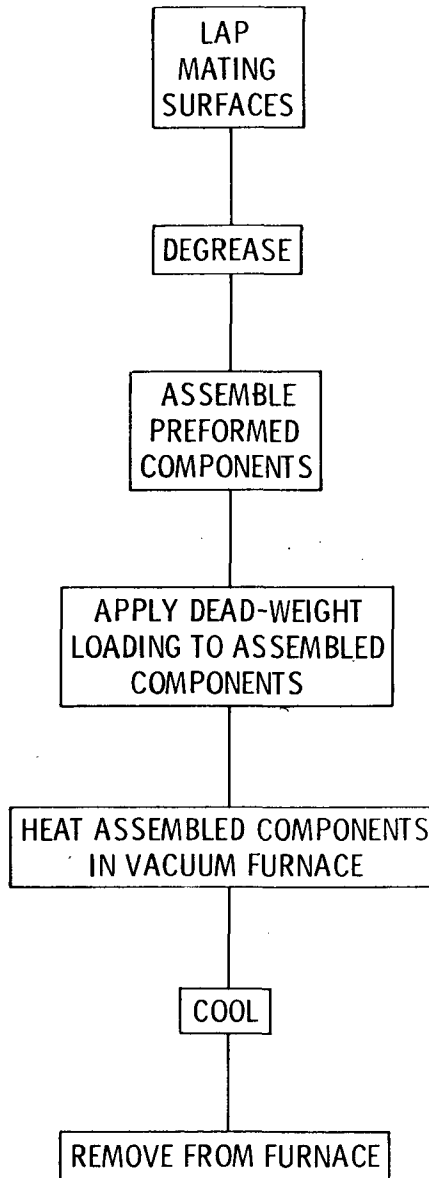 LAP
MATING
SURFACES
DEGREASE
ASSEMBLE
PREFORMED
COMPONENTS
APPLY DEAD-WEIGHT
LOADING TO ASSEMBLED
COMPONENTS
HEAT ASSEMBLED COMPONENTS
IN VACUUM FURNACE
COOL
REMOVE FROM FURNACE